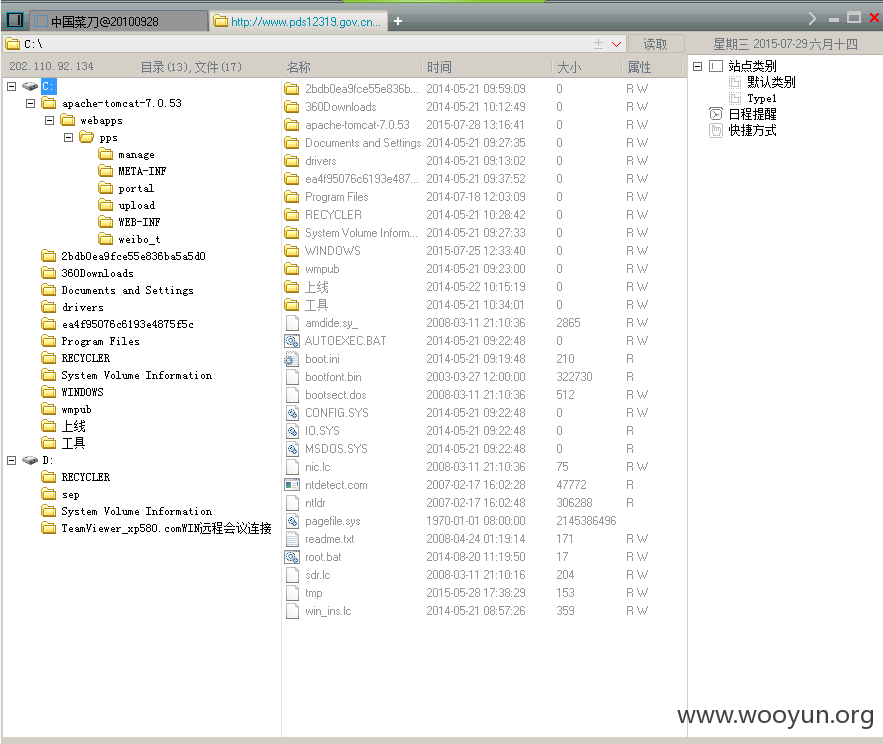 中国菜刀@20100928
http://www.pds12319.gov.cn...
C:\
读取
星期三 2015-07-29 六月十四
202.110.92.134 目录(13),文件(17)
名称 时间 大小 属性
C:
apache-tomcat-7.0.53
webapps
pps
manage
META-INF
portal
upload
WEB-INF
weibo_t
2bdb0ea9fce55e836ba5a5d0
360Downloads
Documents and Settings
drivers
ea4f95076c6193e4875f5c
Program Files
RECYCLER
System Volume Information
WINDOWS
wmpub
上线
工具
D:
RECYCLER
sep
System Volume Information
TeamViewer_xp580.comWIN远程会议连接
2bdb0ea9fce55e836b... 2014-05-21 09:59:09 0 R W
360Downloads 2014-05-21 10:12:49 0 R W
apache-tomcat-7.0.53 2015-07-28 13:16:41 0 R W
Documents and Settings 2014-05-21 09:27:35 0 R W
drivers 2014-05-21 09:13:02 0 R W
ea4f95076c6193e487... 2014-05-21 09:37:52 0 R W
Program Files 2014-07-18 12:03:09 0 R W
RECYCLER 2014-05-21 10:28:42 0 R W
System Volume Inform... 2014-05-21 09:27:33 0 R W
WINDOWS 2015-07-25 12:33:40 0 R W
wmpub 2014-05-21 09:23:00 0 R W
上线 2014-05-22 10:15:19 0 R W
工具 2014-05-21 10:34:01 0 R W
amdide.sy_ 2008-03-11 21:10:36 2865 R W
AUTOEXEC.BAT 2014-05-21 09:22:48 0 R W
boot.ini 2014-05-21 09:19:48 210 R
bootfont.bin 2003-03-27 12:00:00 322730 R
bootsect.dos 2008-03-11 21:10:36 512 R W
CONFIG.SYS 2014-05-21 09:22:48 0 R W
IO.SYS 2014-05-21 09:22:48 0 R
MSDOS.SYS 2014-05-21 09:22:48 0 R
nic.lc 2008-03-11 21:10:36 75 R W
ntdetect.com 2007-02-17 16:02:28 47772 R
ntldr 2007-02-17 16:02:48 306288 R
pagefile.sys 1970-01-01 08:00:00 2145386496
readme.txt 2008-04-24 01:19:14 171 R W
root.bat 2014-08-20 11:19:50 17 R W
sdr.lc 2008-03-11 21:10:16 204 R W
tmp 2015-05-28 17:38:29 153 R W
win_ins.lc 2014-05-21 08:57:26 359 R W
站点类别
默认类别
Type1
日程提醒
快捷方式
www.wooyun.org